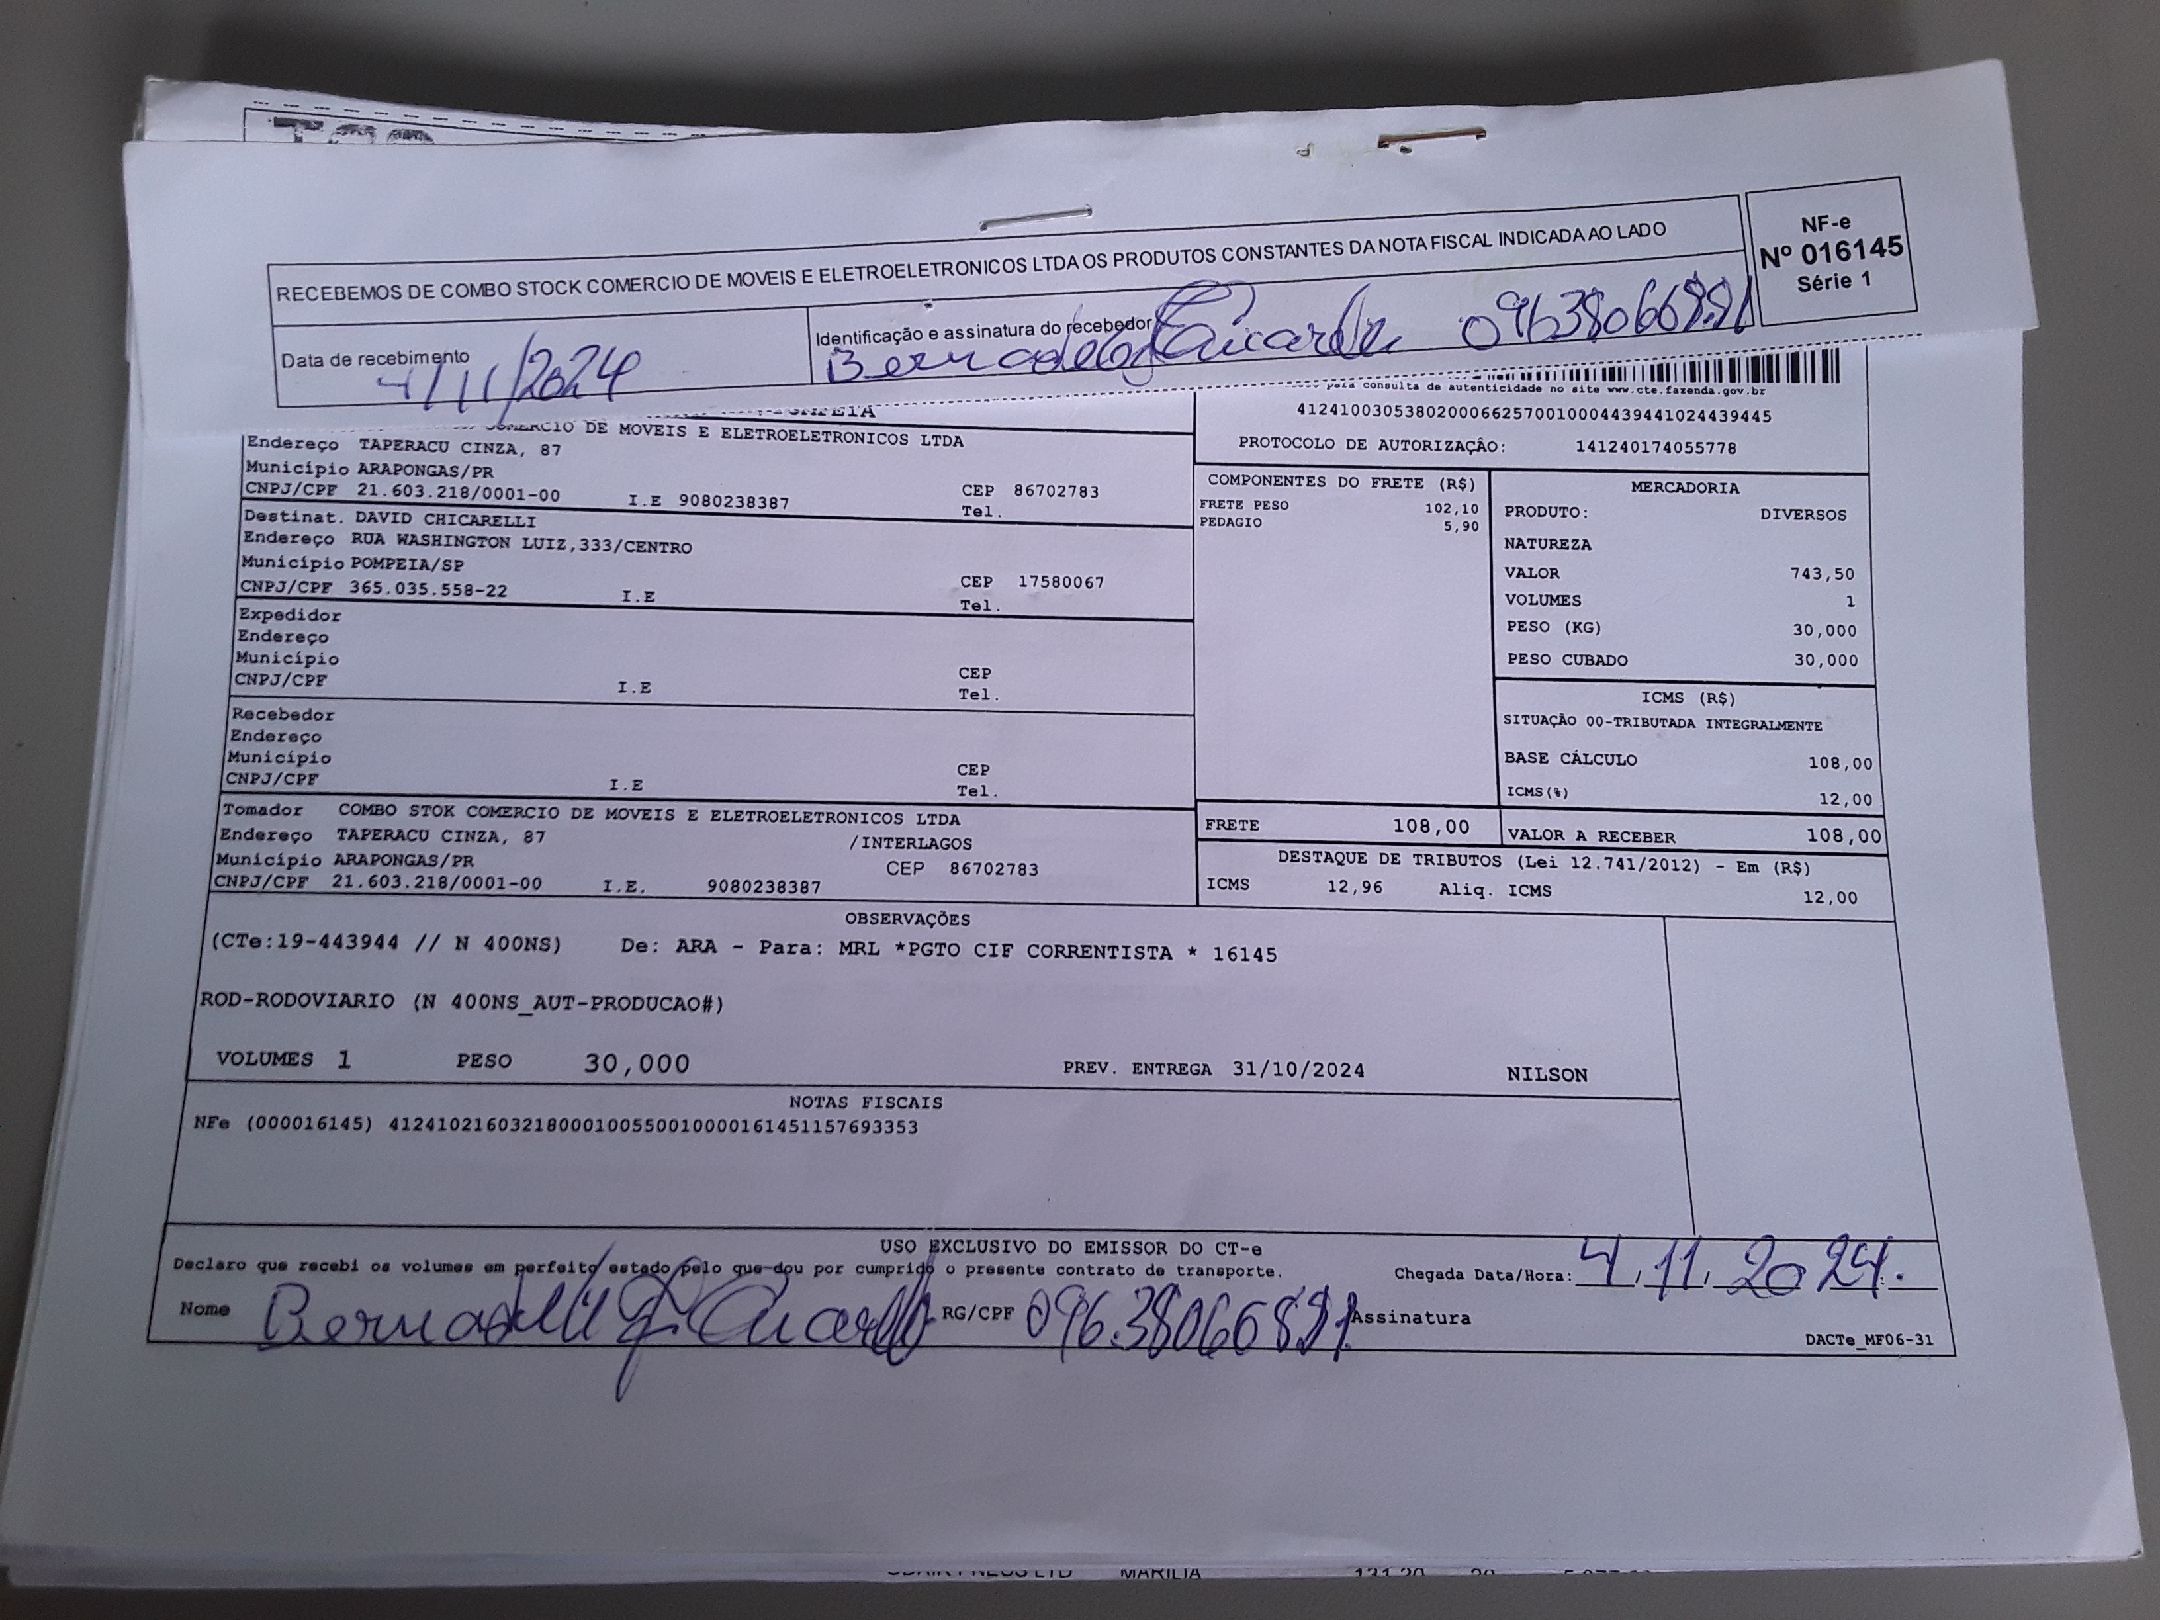 RECEBEMOS DE COMBO STOCK COMERCIO DE MOVEIS E ELETROELETRONICOS LTDA OS PRODUTOS CONSTANTES DA NOTA FISCAL INDICADA AO LADO
NF-e
Nº 016145
Série 1
Data de recebimento
4/11/2024
Identificação e assinatura do recebedor
09638066881
consulta de autenticidade no site www.cte.fazenda.gov.br
41241003053802000662570010004439441024439445
PROTOCOLO DE AUTORIZAÇÃO: 141240174055778
DE MOVEIS E ELETROELETRONICOS LTDA
Endereço TAPERACU CINZA, 87
Município ARAPONGAS/PR
CNPJ/CPF 21.603.218/0001-00 I.E 9080238387
CEP 86702783
Tel.
Destinat. DAVID CHICARELLI
Endereço RUA WASHINGTON LUIZ,333/CENTRO
Município POMPEIA/SP
CNPJ/CPF 365.035.558-22 I.E
CEP 17580067
Tel.
Expedidor
Endereço
Município
CNPJ/CPF I.E
CEP
Tel.
Recebedor
Endereço
Município
CNPJ/CPF I.E
CEP
Tel.
Tomador COMBO STOK COMERCIO DE MOVEIS E ELETROELETRONICOS LTDA
Endereço TAPERACU CINZA, 87 /INTERLAGOS
Município ARAPONGAS/PR CEP 86702783
CNPJ/CPF 21.603.218/0001-00 I.E. 9080238387
COMPONENTES DO FRETE (R$)
FRETE PESO 102,10
PEDAGIO 5,90
MERCADORIA
PRODUTO: DIVERSOS
NATUREZA
VALOR 743,50
VOLUMES 1
PESO (KG) 30,000
PESO CUBADO 30,000
ICMS (R$)
SITUAÇÃO 00-TRIBUTADA INTEGRALMENTE
BASE CÁLCULO 108,00
ICMS(%) 12,00
FRETE 108,00 VALOR A RECEBER 108,00
DESTAQUE DE TRIBUTOS (Lei 12.741/2012) - Em (R$)
ICMS 12,96 Aliq. ICMS 12,00
OBSERVAÇÕES
(CTe:19-443944 // N 400NS) De: ARA - Para: MRL *PGTO CIF CORRENTISTA * 16145
ROD-RODOVIARIO (N 400NS_AUT-PRODUCAO#)
VOLUMES 1 PESO 30,000 PREV. ENTREGA 31/10/2024 NILSON
NOTAS FISCAIS
NFe (000016145) 41241021603218000100550010000161451157693353
USO EXCLUSIVO DO EMISSOR DO CT-e
Declaro que recebi os volumes em perfeito estado pelo que dou por cumprido o presente contrato de transporte.
Chegada Data/Hora: 4.11.2024.
Nome RG/CPF 09638066881 Assinatura
DACTe_MF06-31
MARILIA